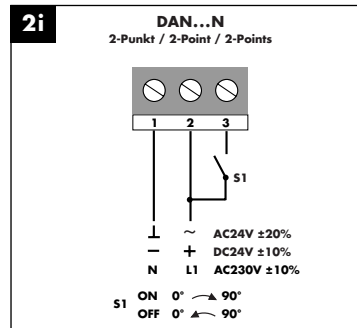 2i
DAN...N
2-Punkt / 2-Point / 2-Points
1 2 3
S1
⊥ ~ AC24V ±20%
− + DC24V ±10%
N L1 AC230V ±10%
S1 ON 0° 90°
OFF 0° 90°